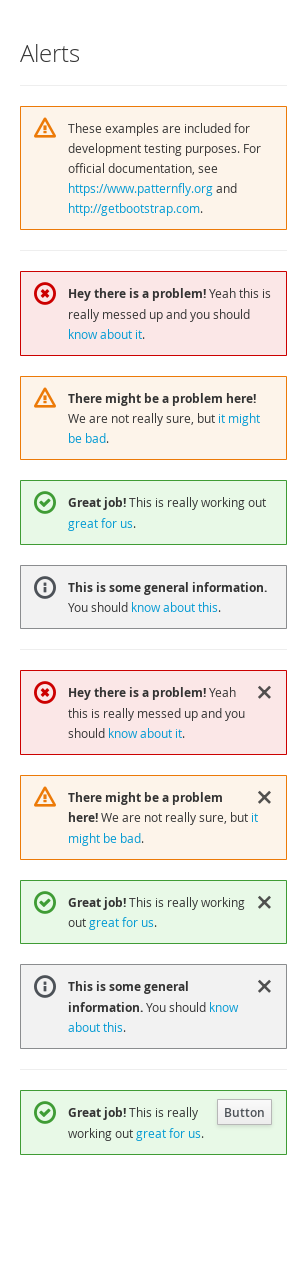 Alerts
These examples are included for
development testing purposes. For
official documentation, see
https://www.patternfly.org and
http://getbootstrap.com.
Hey there is a problem! Yeah this is
really messed up and you should
know about it.
There might be a problem here!
We are not really sure, but it might
be bad.
Great job! This is really working out
great for us.
This is some general information.
You should know about this.
Hey there is a problem! Yeah
this is really messed up and you
should know about it.
There might be a problem
here! We are not really sure, but it
might be bad.
Great job! This is really working
out great for us.
This is some general
information. You should know
about this.
Great job! This is really
working out great for us.
Button